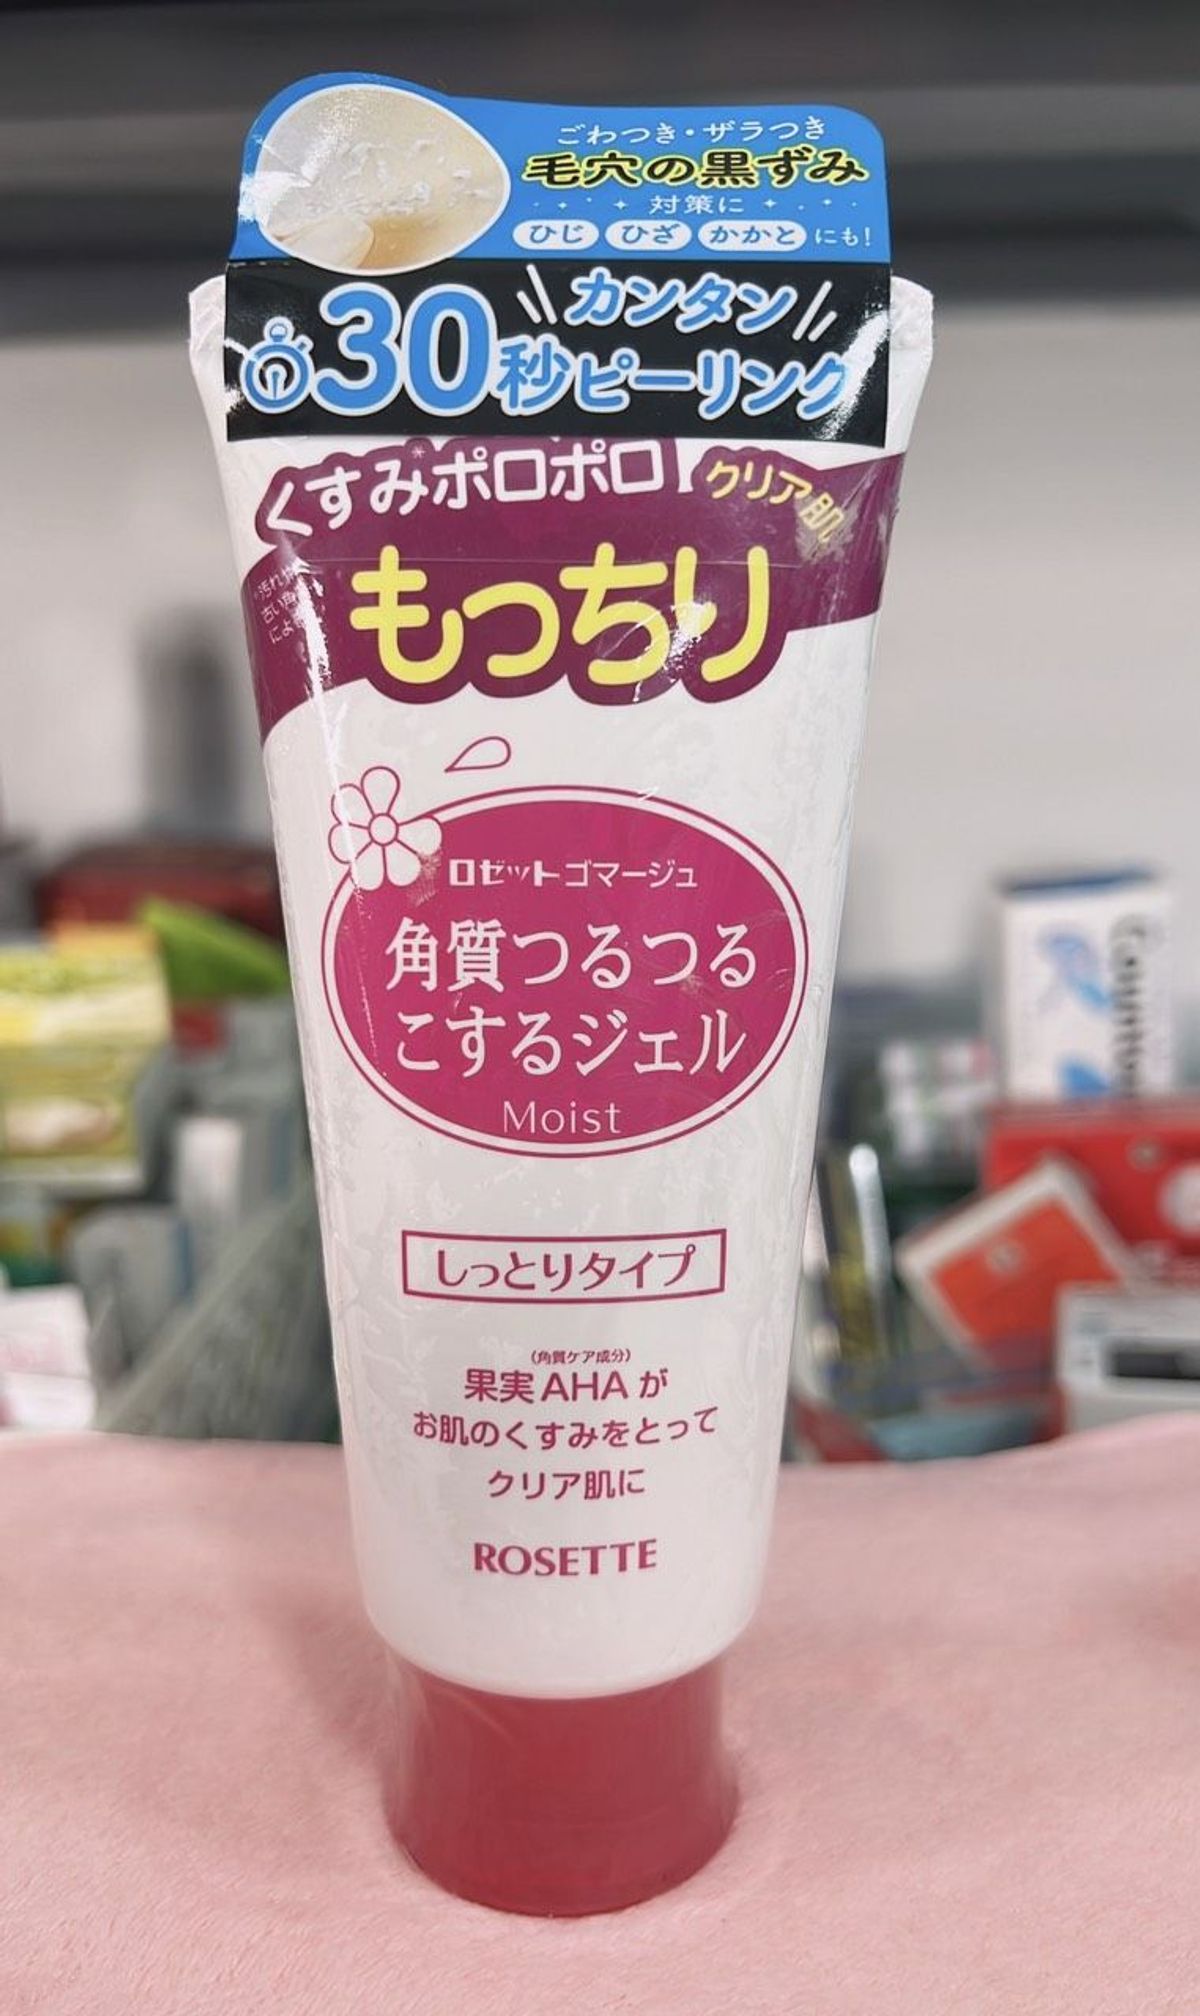 ごわつき・ザラつき
毛穴の黒ずみ
対策に
ひじ ひざ かかと にも!
カンタン
30秒ピーリング
くすみ*ポロポロ クリア肌
もっちり
ロゼットゴマージュ
角質つるつる
こするジェル
Moist
しっとりタイプ
(角質ケア成分)
果実AHAが
お肌のくすみをとって
クリア肌に
ROSETTE